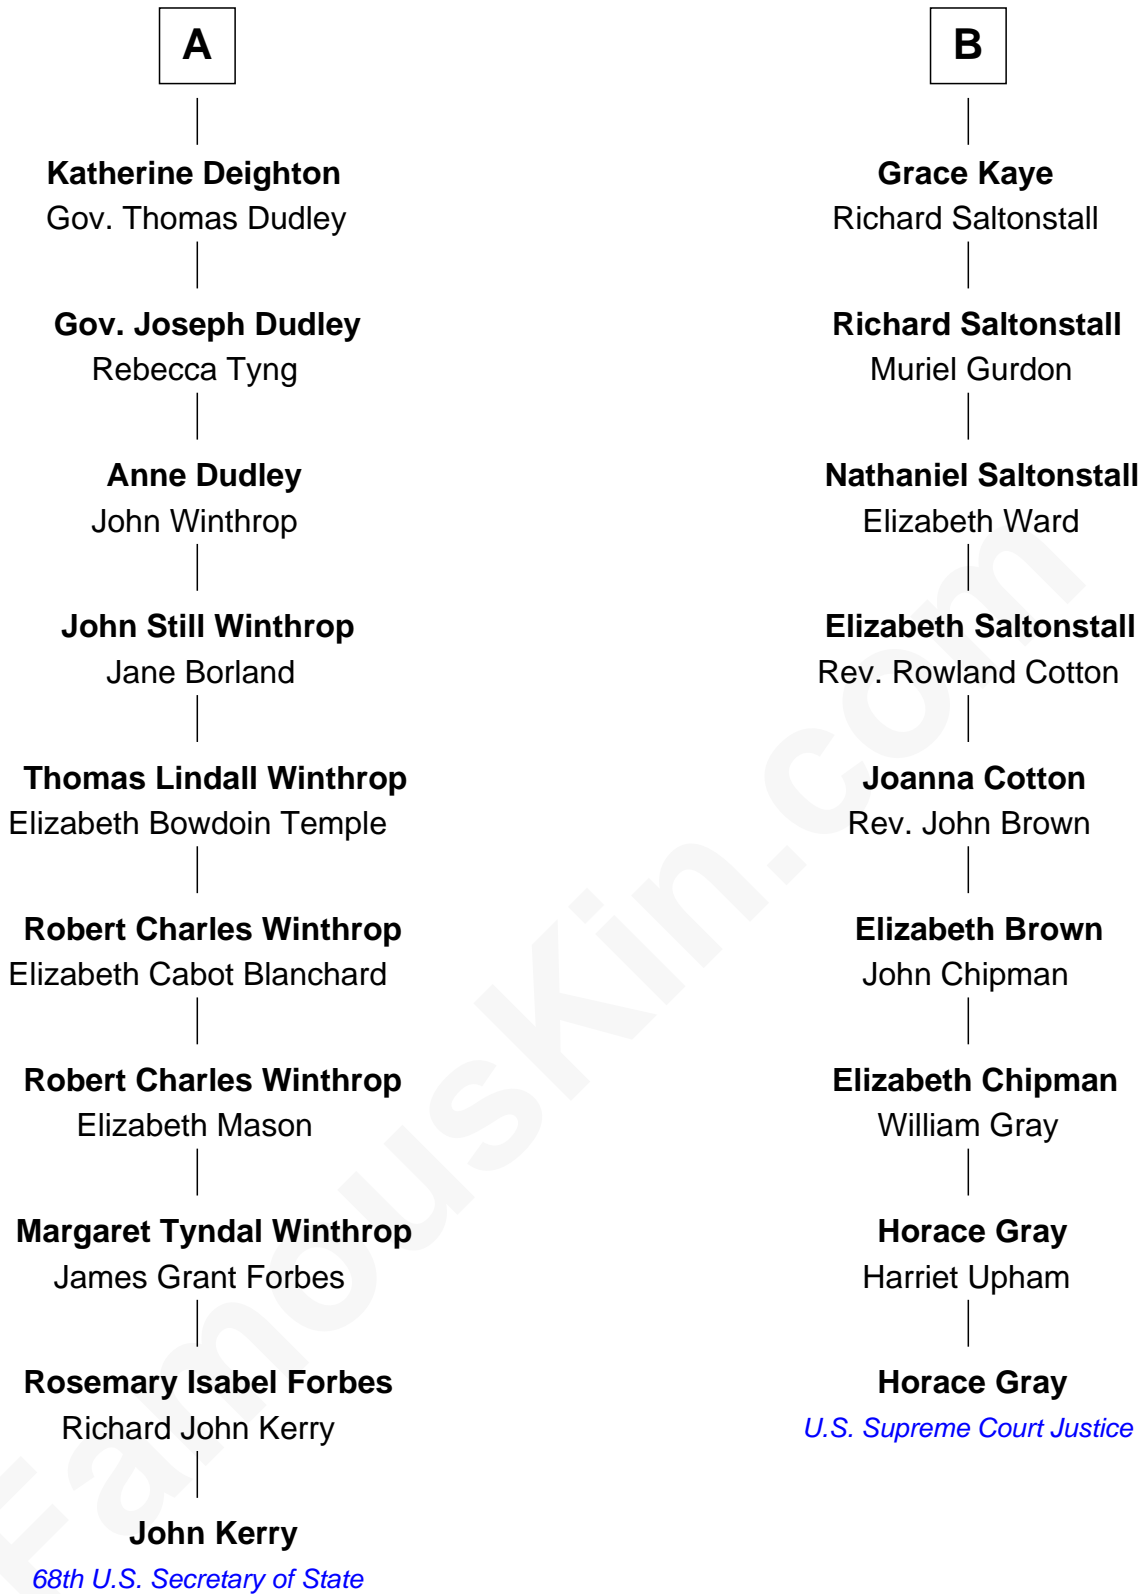 A
Katherine Deighton
Gov. Thomas Dudley
Gov. Joseph Dudley
Rebecca Tyng
Anne Dudley
John Winthrop
John Still Winthrop
Jane Borland
Thomas Lindall Winthrop
Elizabeth Bowdoin Temple
Robert Charles Winthrop
Elizabeth Cabot Blanchard
Robert Charles Winthrop
Elizabeth Mason
Margaret Tyndal Winthrop
James Grant Forbes
Rosemary Isabel Forbes
Richard John Kerry
John Kerry
68th U.S. Secretary of State
B
Grace Kaye
Richard Saltonstall
Richard Saltonstall
Muriel Gurdon
Nathaniel Saltonstall
Elizabeth Ward
Elizabeth Saltonstall
Rev. Rowland Cotton
Joanna Cotton
Rev. John Brown
Elizabeth Brown
John Chipman
Elizabeth Chipman
William Gray
Horace Gray
Harriet Upham
Horace Gray
U.S. Supreme Court Justice
FamousKin.com